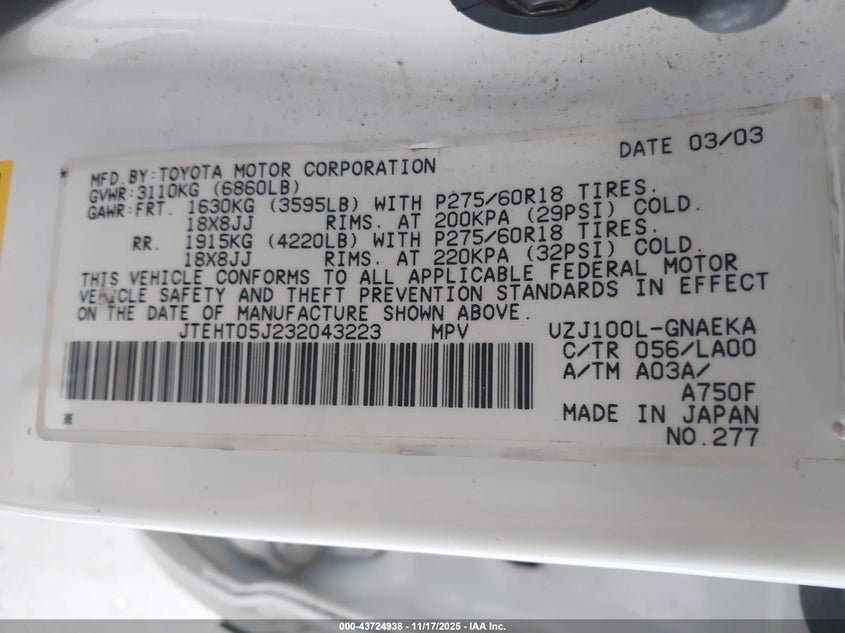 DATE 03/03
MFD.BY:TOYOTA MOTOR CORPORATION
GVWR:3110KG (6860LB)
GAWR:FRT. 1630KG (3595LB) WITH P275/60R18 TIRES.
18X8JJ RIMS. AT 200KPA (29PSI) COLD.
RR. 1915KG (4220LB) WITH P275/60R18 TIRES.
18X8JJ RIMS. AT 220KPA (32PSI) COLD.
THIS VEHICLE CONFORMS TO ALL APPLICABLE FEDERAL MOTOR
VEHICLE SAFETY AND THEFT PREVENTION STANDARDS IN EFFECT
ON THE DATE OF MANUFACTURE SHOWN ABOVE.
JTEHT05J232043223 MPV UZJ100L-GNAEKA
C/TR 056/LA00
A/TM A03A/
A750F
MADE IN JAPAN
NO.277
000-43724938 - 11/17/2025 - IAA Inc.